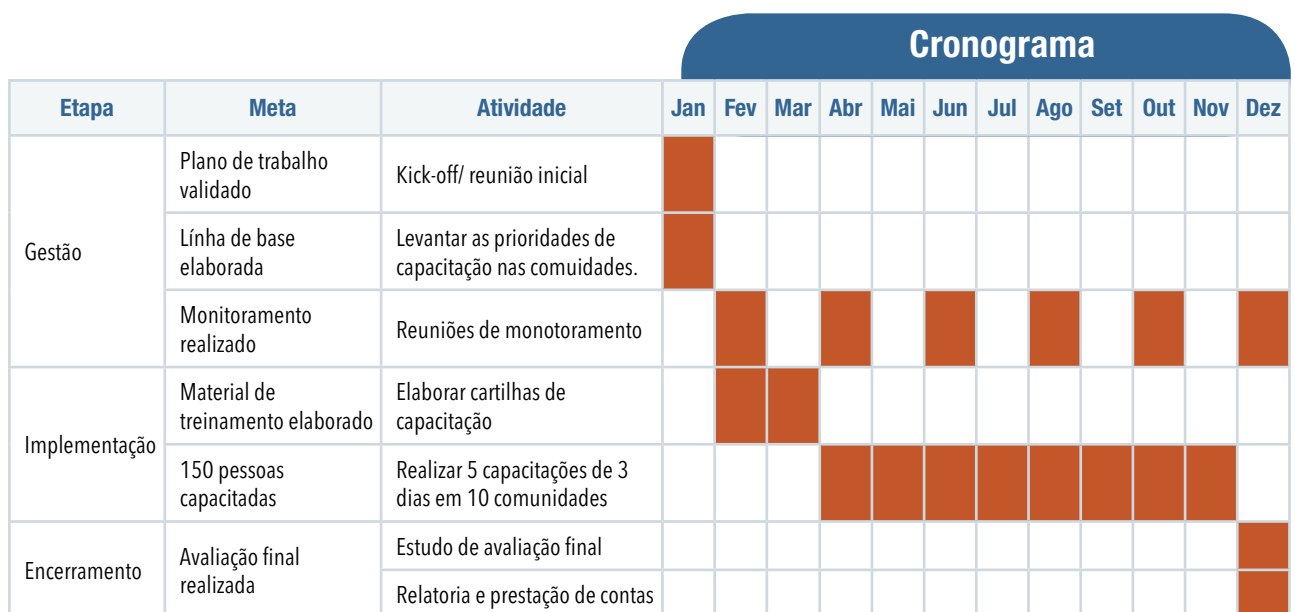 Cronograma
Etapa Meta Atividade Jan Fev Mar Abr Mai Jun Jul Ago Set Out Nov Dez
Gestão
Plano de trabalho
validado
Kick-off/ reunião inicial
Línha de base
elaborada
Levantar as prioridades de
capacitação nas comuidades.
Monitoramento
realizado
Reuniões de monotoramento
Implementação
Material de
treinamento elaborado
Elaborar cartilhas de
capacitação
150 pessoas
capacitadas
Realizar 5 capacitações de 3
dias em 10 comunidades
Encerramento
Avaliação final
realizada
Estudo de avaliação final
Relatoria e prestação de contas